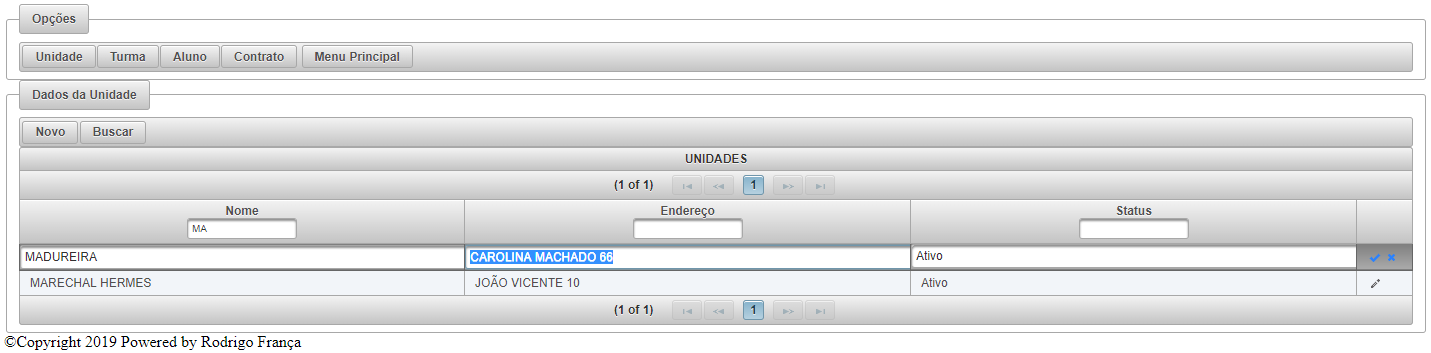 Opções
Unidade Turma Aluno Contrato Menu Principal
Dados da Unidade
Novo Buscar
UNIDADES
(1 of 1) 1
Nome Endereço Status
MA
MADUREIRA CAROLINA MACHADO 66 Ativo
MARECHAL HERMES JOÃO VICENTE 10 Ativo
(1 of 1) 1
©Copyright 2019 Powered by Rodrigo França